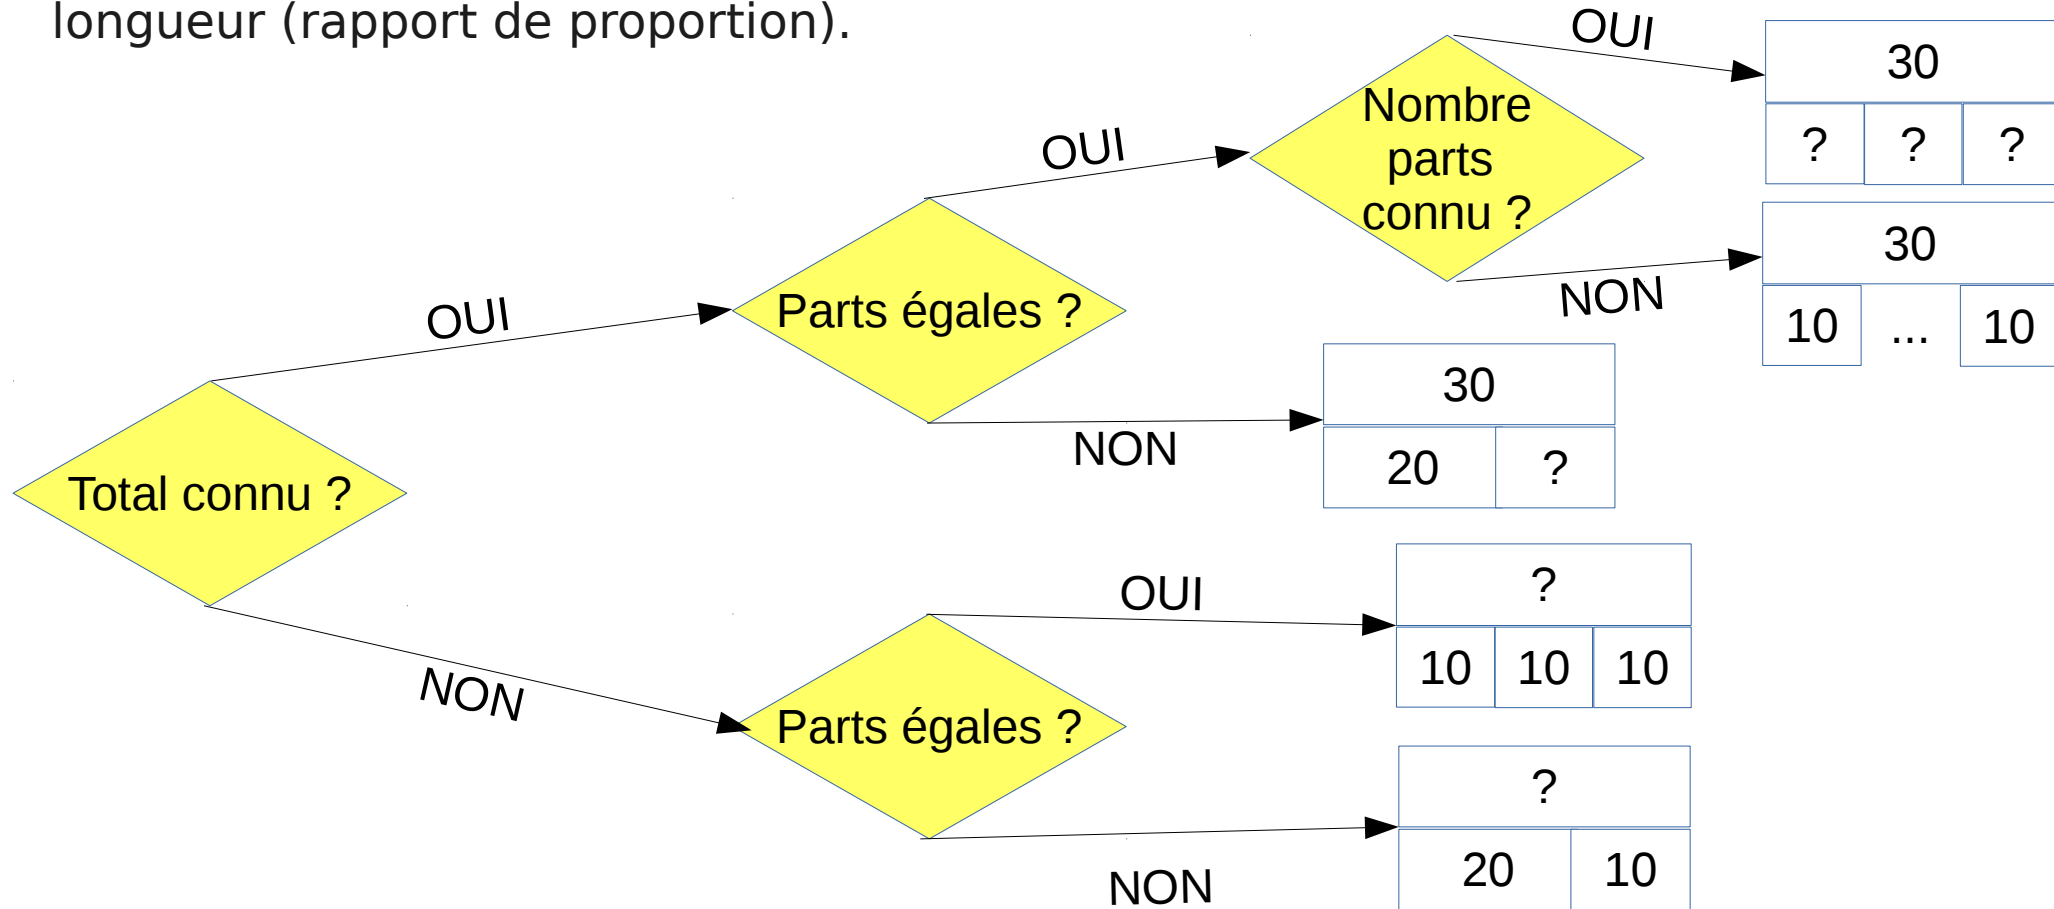 longueur (rapport de proportion).
OUI
30
Nombre
parts
connu ?
? ? ?
OUI
30
NON
10 ... 10
Parts égales ?
OUI
30
NON
20 ?
Total connu ?
?
OUI
10 10 10
NON
Parts égales ?
?
20 10
NON